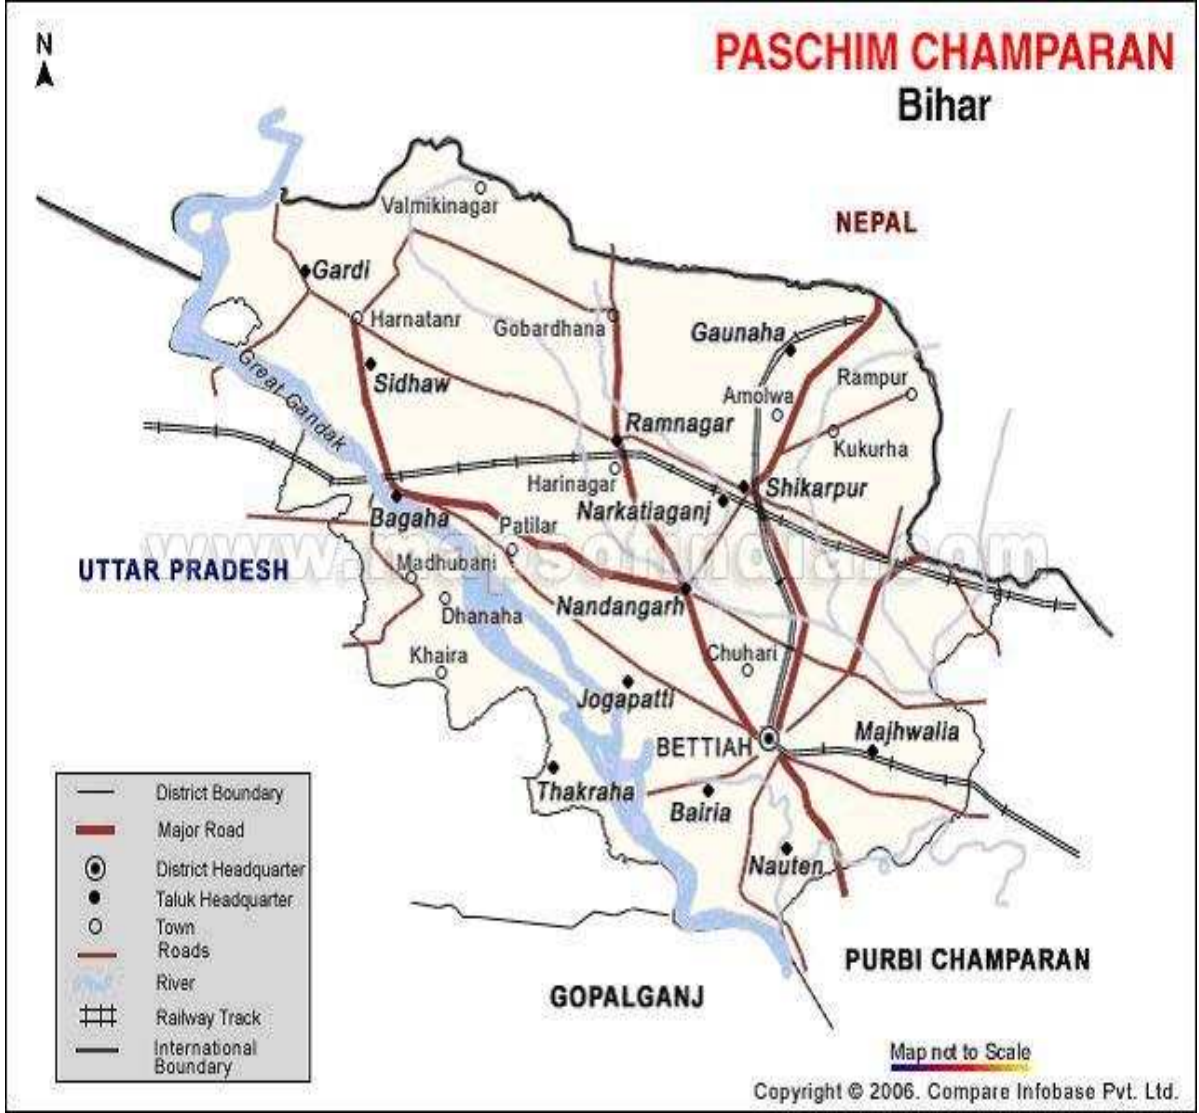 N
PASCHIM CHAMPARAN
Bihar
Valmikinagar
NEPAL
Gardi
Harnatanr
Gobardhana
Gaunaha
Great Gandak
Sidhaw
Rampur
Amolwa
Ramnagar
Kukurha
Harinagar
Shikarpur
Narkatiaganj
Bagaha
Patilar
www.mapsofindia.com
UTTAR PRADESH
Madhubani
Nandangarh
Dhanaha
Khaira
Chuhari
Jogapatti
BETTIAH
Majhwalia
Thakraha
Bairia
Nauten
District Boundary
Major Road
District Headquarter
Taluk Headquarter
Town
Roads
River
Railway Track
International
Boundary
PURBI CHAMPARAN
GOPALGANJ
Map not to Scale
Copyright © 2006. Compare Infobase Pvt. Ltd.